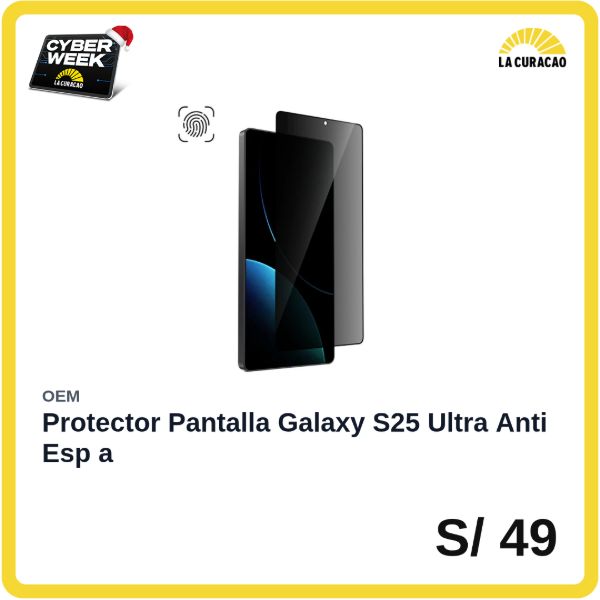 CYBER
WEEK
LA CURACAO
LA CURACAO
OEM
Protector Pantalla Galaxy S25 Ultra Anti
Esp a
S/ 49